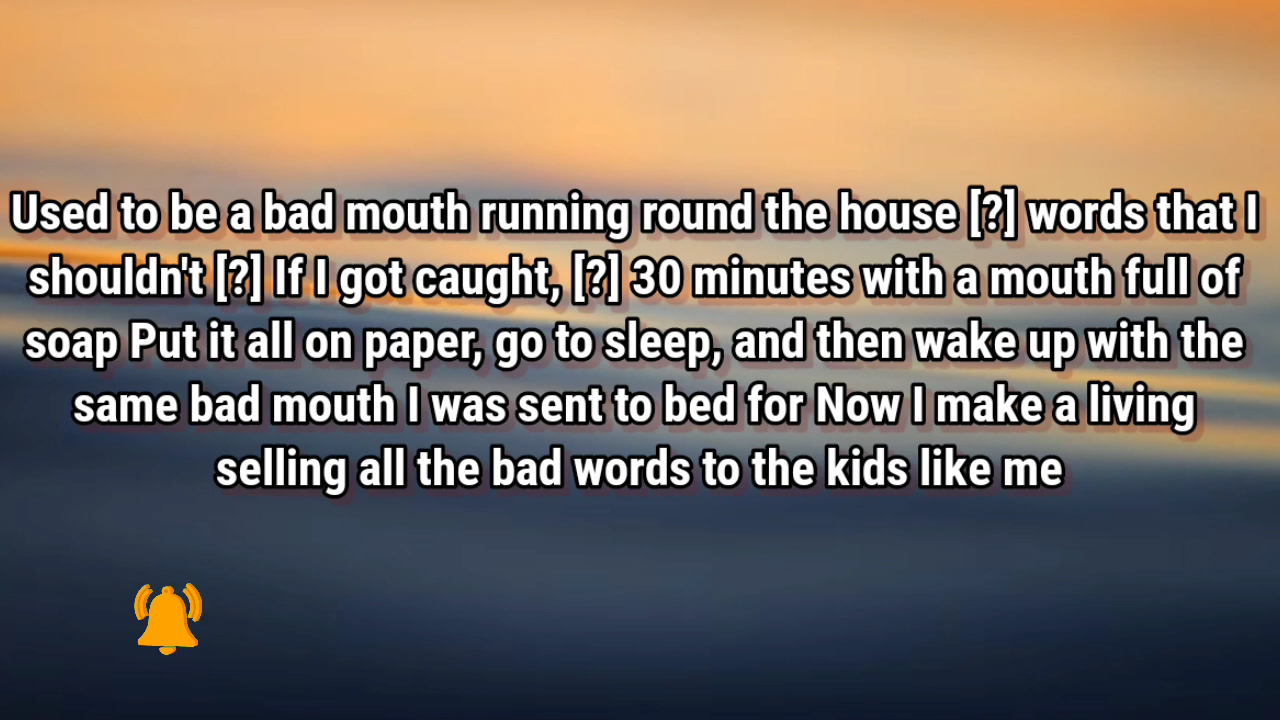 Used to be a bad mouth running round the house [?] words that I
shouldn't [?] If I got caught, [?] 30 minutes with a mouth full of
soap Put it all on paper, go to sleep, and then wake up with the
same bad mouth I was sent to bed for Now I make a living
selling all the bad words to the kids like me